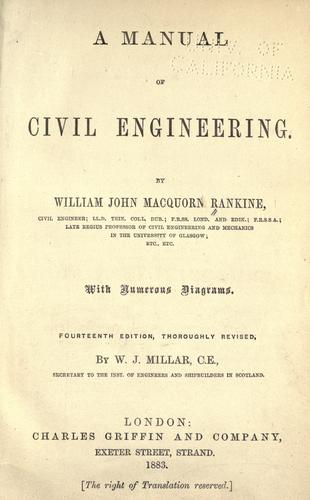 A MANUAL
OF
CIVIL ENGINEERING.
BY
WILLIAM JOHN MACQUORN RANKINE,
CIVIL ENGINEER; LL.D. TRIN. COLL. DUB.; F.R.SS. LOND. AND EDIN.; F.R.S.S.A.;
LATE REGIUS PROFESSOR OF CIVIL ENGINEERING AND MECHANICS
IN THE UNIVERSITY OF GLASGOW;
ETC., ETC.
With Numerous Diagrams.
FOURTEENTH EDITION, THOROUGHLY REVISED,
BY W. J. MILLAR, C.E.,
SECRETARY TO THE INST. OF ENGINEERS AND SHIPBUILDERS IN SCOTLAND.
LONDON:
CHARLES GRIFFIN AND COMPANY,
EXETER STREET, STRAND.
1883.
[The right of Translation reserved.]
OF
CALIFORNIA